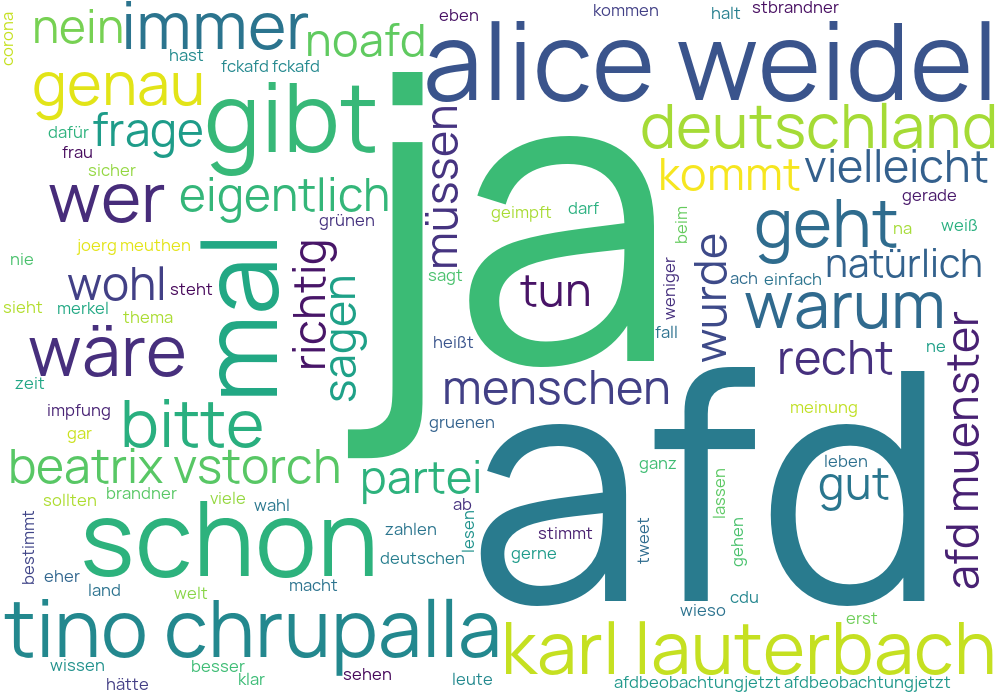 corona
nein
immer
eben
kommen
halt
stbrandner
hast
noafd
fckafd fckafd
alice weidel
genau
gibt
ja
müssen
deutschland
dafür
frage
frau
sicher
kommt
vielleicht
wer
eigentlich
grünen
geimpft
darf
beim
geht
gerade
na
weiß
joerg meuthen
nie
mal
richtig
wohl
steht
sagen
sagt
tun
weniger
wurde
ach
einfach
natürlich
sieht
merkel
thema
warum
wäre
heißt
fall
recht
ne
afd muenster
zeit
menschen
impfung
bitte
gar
gruenen
afd
meinung
beatrix vstorch
partei
ganz
leben
gut
sollten
brandner
viele
wahl
ab
lassen
schon
zahlen
lesen
stimmt
tweet
gehen
bestimmt
deutschen
gerne
eher
land
welt
macht
cdu
wieso
tino chrupalla
erst
karl lauterbach
wissen
besser
klar
sehen
leute
hätte
afdbeobachtungjetzt afdbeobachtungjetzt